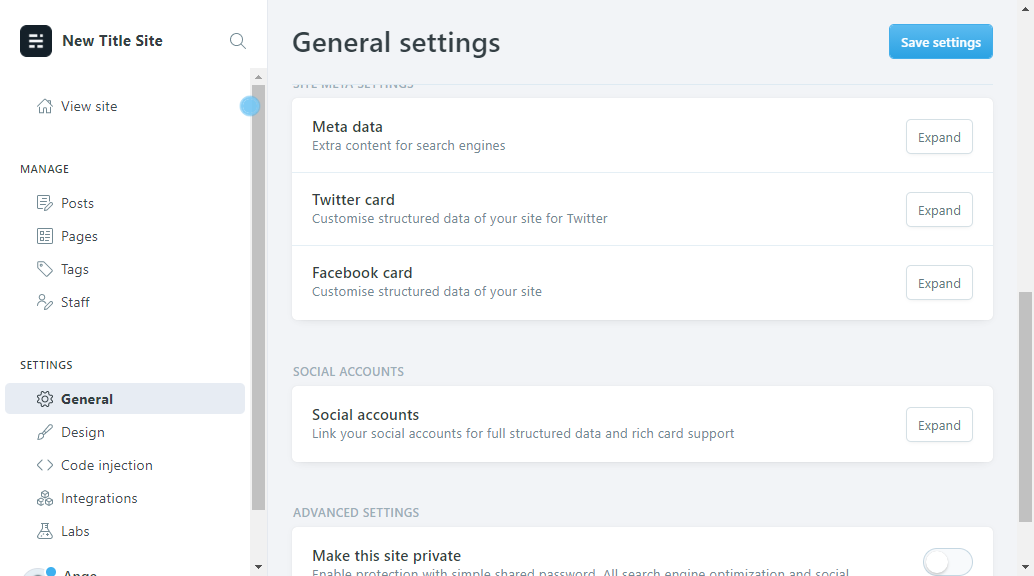 New Title Site
View site
MANAGE
Posts
Pages
Tags
Staff
SETTINGS
General
Design
Code injection
Integrations
Labs
Ange
General settings
Save settings
SITE META SETTINGS
Meta data
Extra content for search engines
Expand
Twitter card
Customise structured data of your site for Twitter
Expand
Facebook card
Customise structured data of your site
Expand
SOCIAL ACCOUNTS
Social accounts
Link your social accounts for full structured data and rich card support
Expand
ADVANCED SETTINGS
Make this site private
Enable protection with simple shared password. All search engine optimization and social